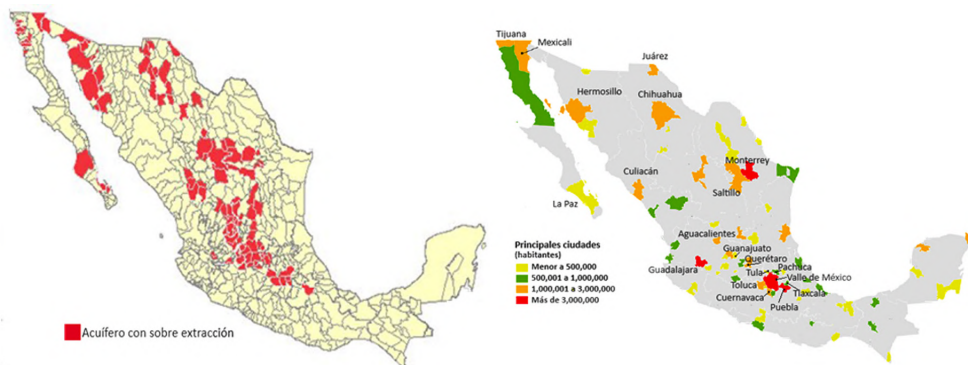 Acuífero con sobre extracción
Tijuana
Mexicali
Juárez
Hermosillo
Chihuahua
Monterrey
Culiacán
Saltillo
La Paz
Aguacalientes
Guanajuato
Querétaro
Guadalajara
Tula
Pachuca
Valle de México
Toluca
Tlaxcala
Cuernavaca
Puebla
Principales ciudades
(habitantes)
Menor a 500,000
500,001 a 1,000,000
1,000,001 a 3,000,000
Más de 3,000,000